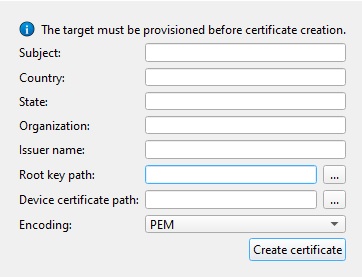 The target must be provisioned before certificate creation.
Subject:
Country:
State:
Organization:
Issuer name:
Root key path: ...
Device certificate path: ...
Encoding: PEM
Create certificate